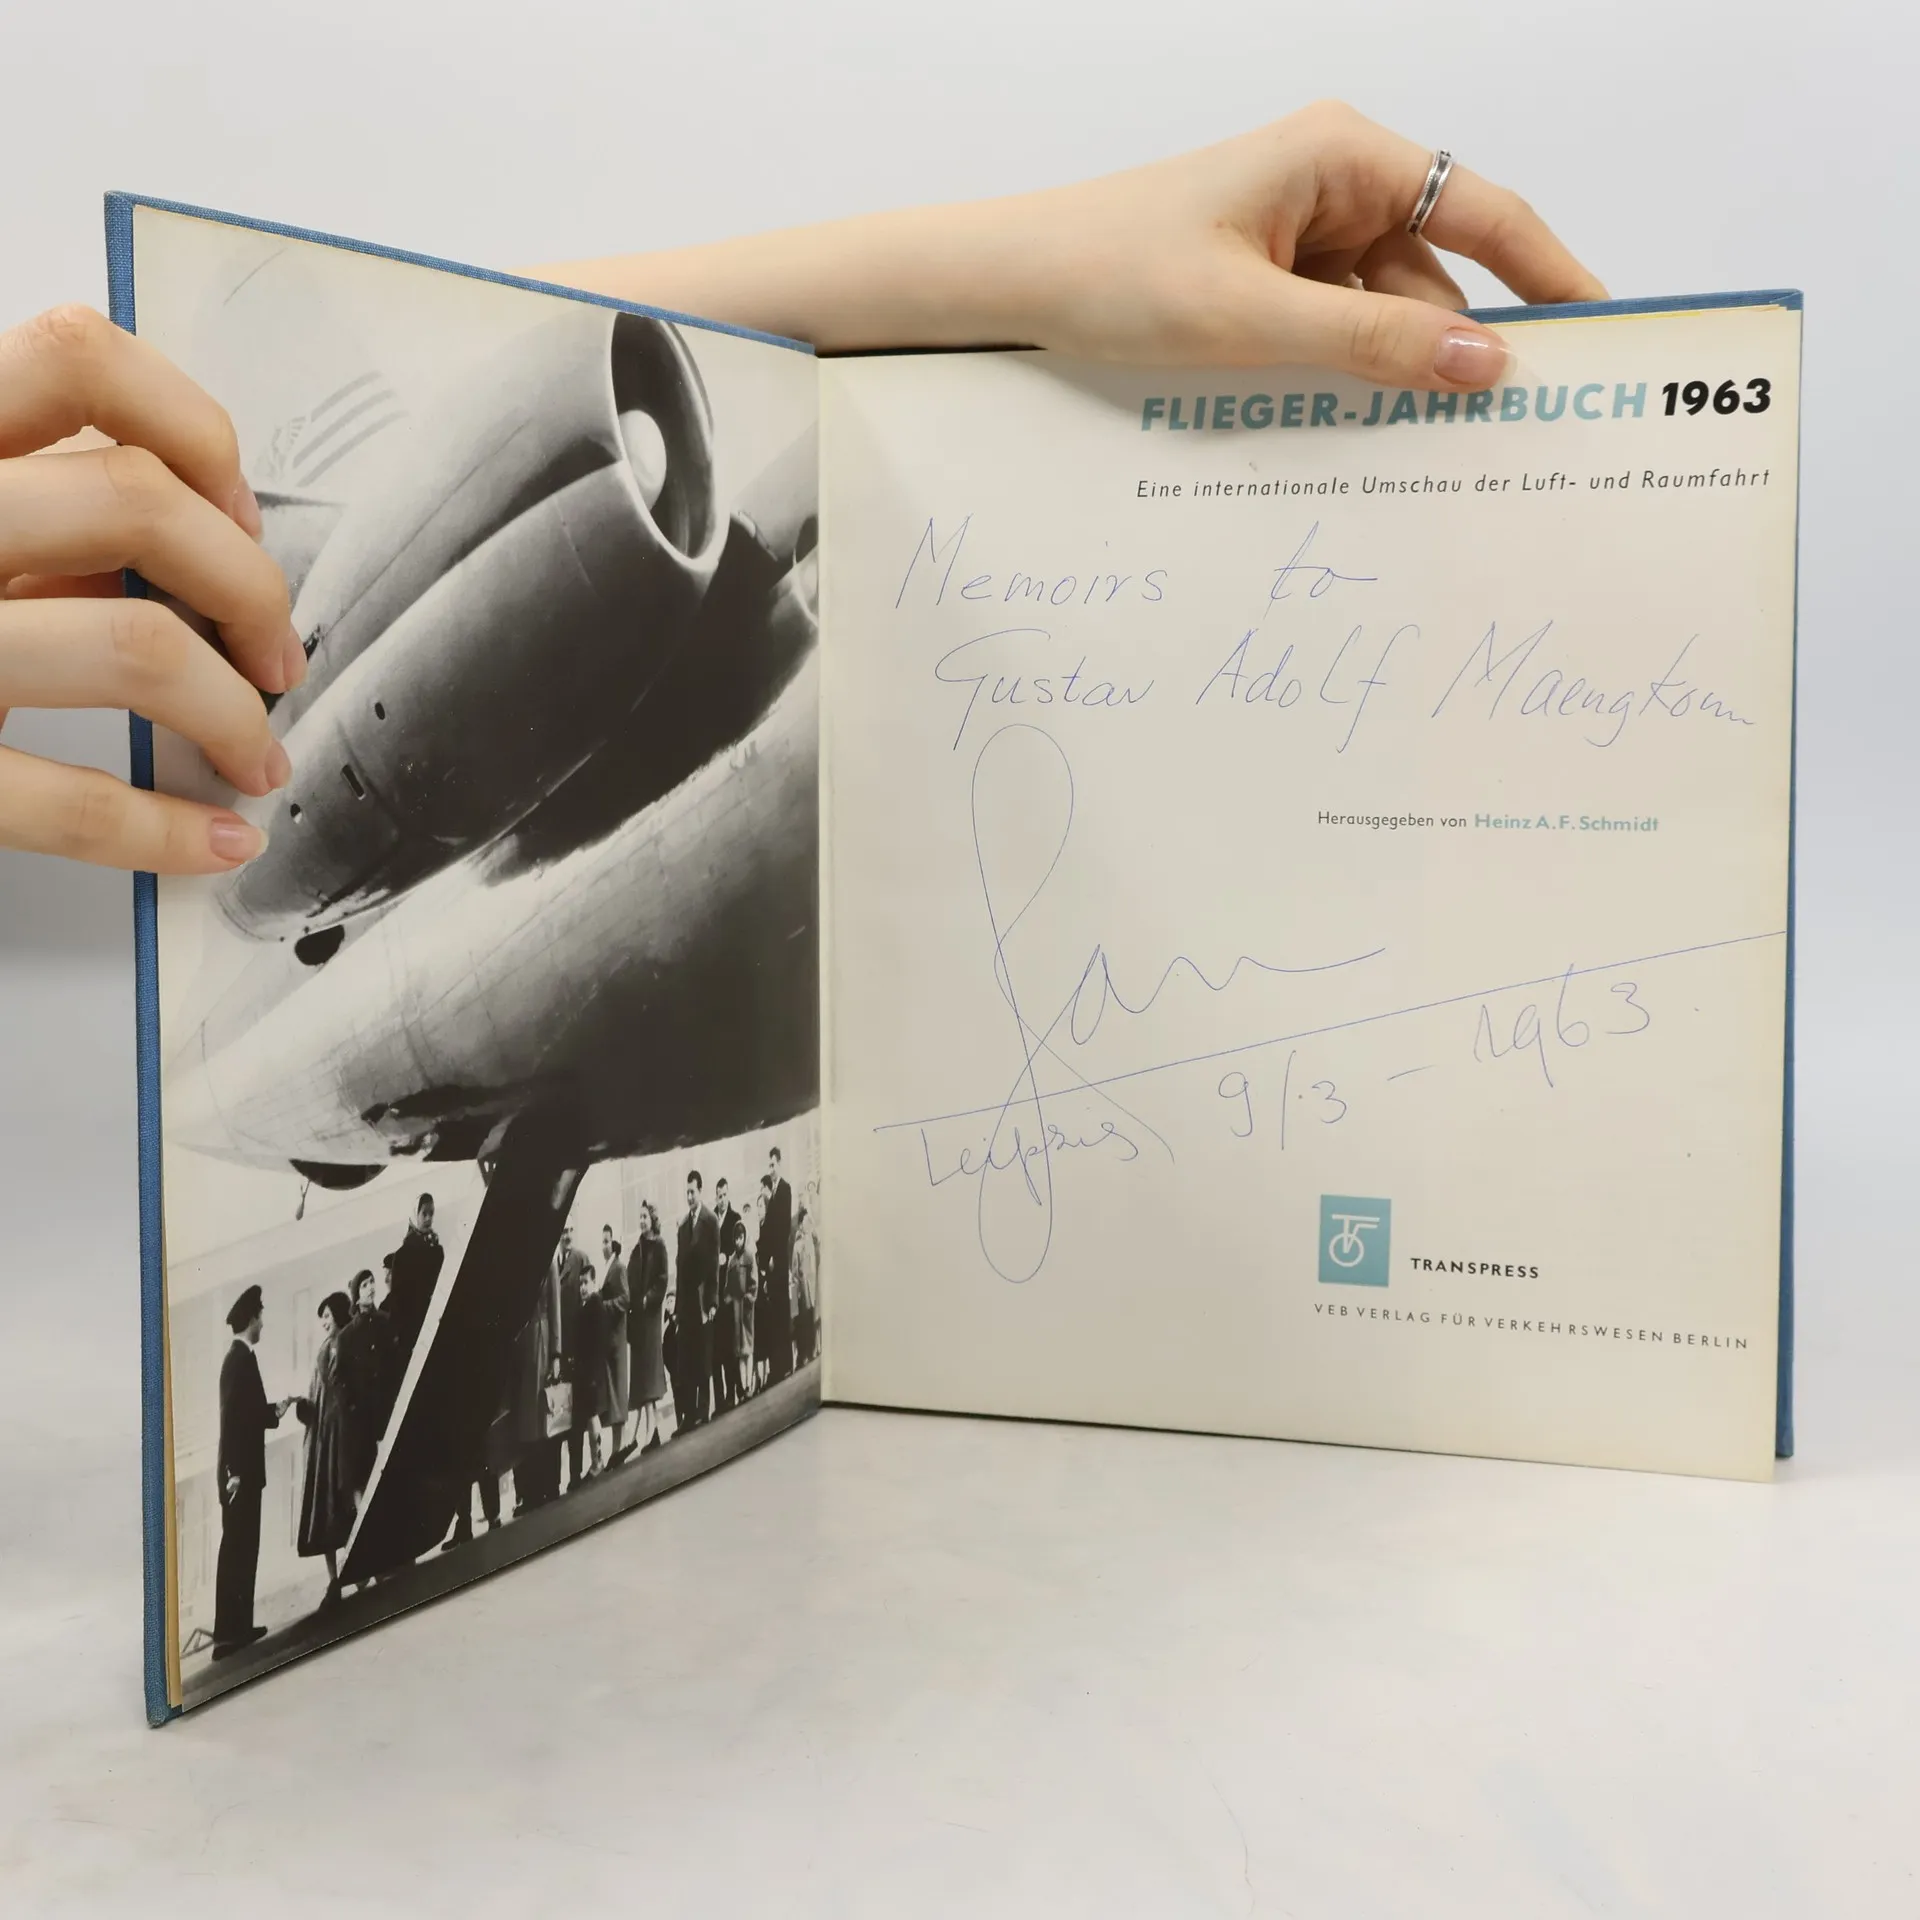 FLIEGER-JAHRBUCH 1963
Eine internationale Umschau der Luft- und Raumfahrt
Memoirs to
Gustav Adolf Maengkom
Herausgegeben von Heinz A. F. Schmidt
Leipzig 9/3 - 1963.
TRANSPRESS
VEB VERLAG FÜR VERKEHRSWESEN BERLIN